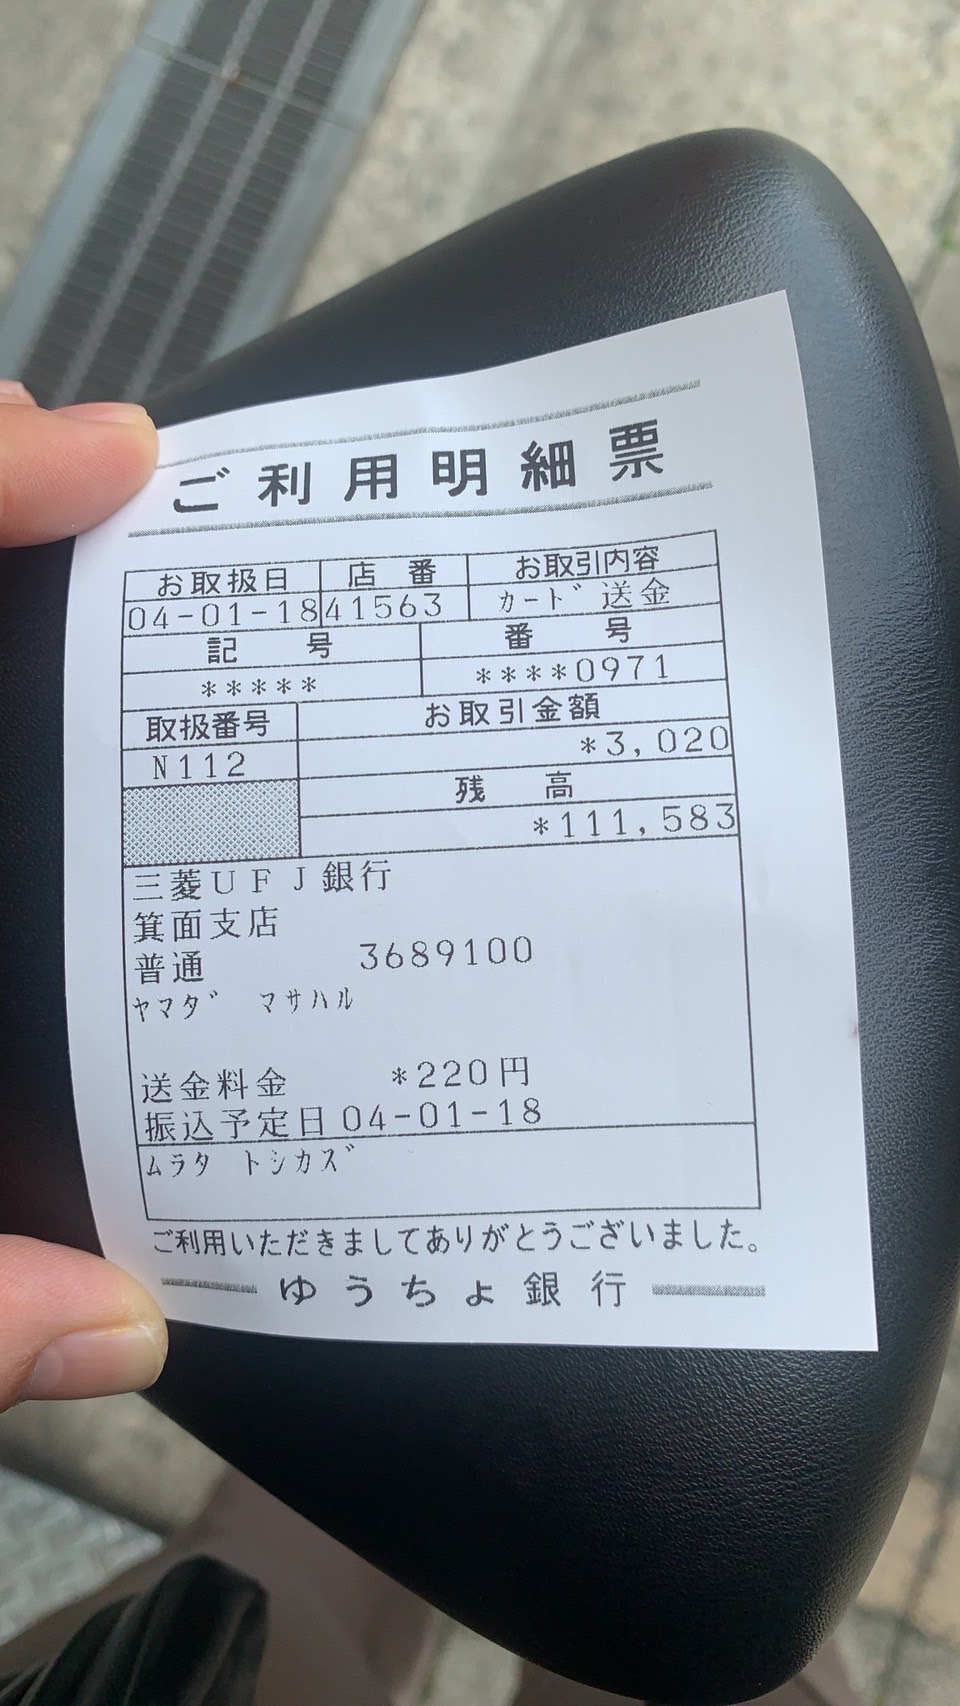 ご利用明細票
お取扱日 店番 お取引内容
04-01-18 41563 カード送金
記号 番号
***** ****0971
取扱番号 お取引金額
N112 *3,020
残高
*111,583
三菱UFJ銀行
箕面支店
普通 3689100
ヤマダ マサハル
送金料金 *220円
振込予定日 04-01-18
ムラタ トシカズ
ご利用いただきましてありがとうございました。
ゆうちょ銀行